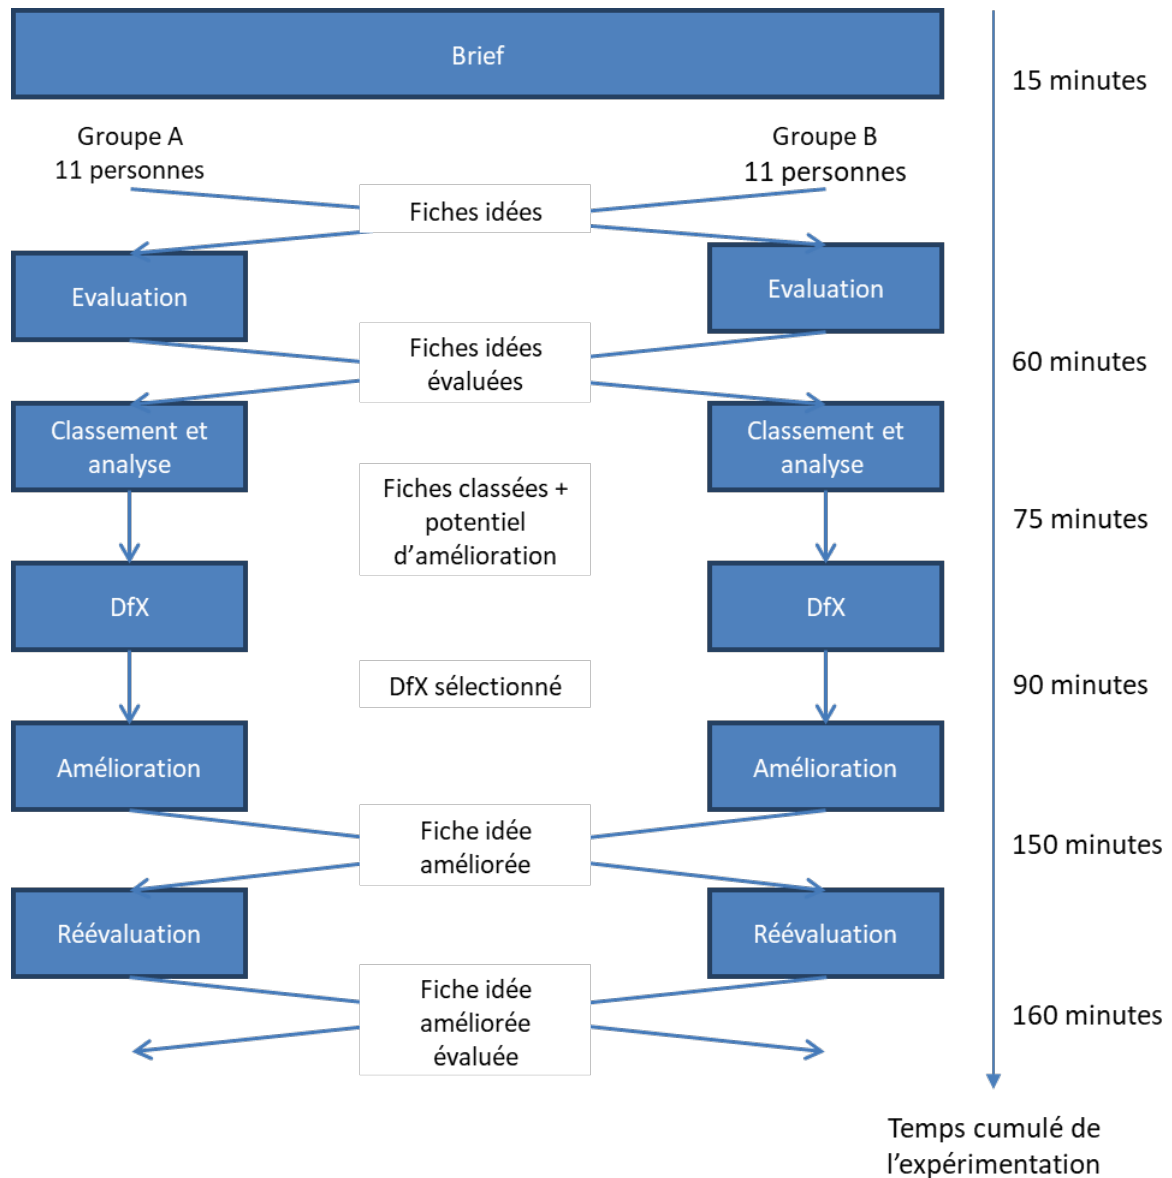 Brief
15 minutes
Groupe A
11 personnes
Groupe B
11 personnes
Fiches idées
Evaluation
Evaluation
Fiches idées
évaluées
60 minutes
Classement et
analyse
Classement et
analyse
Fiches classées +
potentiel
d’amélioration
75 minutes
DfX
DfX
DfX sélectionné
90 minutes
Amélioration
Amélioration
Fiche idée
améliorée
150 minutes
Réévaluation
Réévaluation
Fiche idée
améliorée
évaluée
160 minutes
Temps cumulé de
l’expérimentation